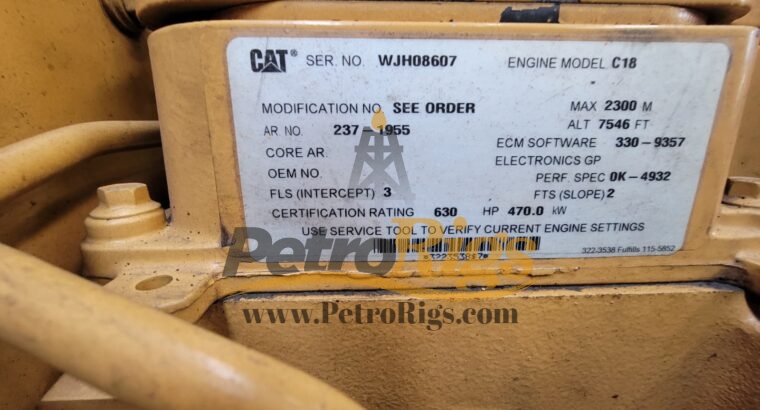 CAT® SER. NO. WJH08607 ENGINE MODEL C18
MODIFICATION NO. SEE ORDER MAX 2300 M
ALT 7546 FT
AR NO. 237-1955 ECM SOFTWARE 330-9357
CORE AR. ELECTRONICS GP
OEM NO. PERF. SPEC 0K-4932
FLS (INTERCEPT) 3 FTS (SLOPE) 2
CERTIFICATION RATING 630 HP 470.0 kW
USE SERVICE TOOL TO VERIFY CURRENT ENGINE SETTINGS
322-3538 Fulfills 115-5852
PetroRigs
www.PetroRigs.com